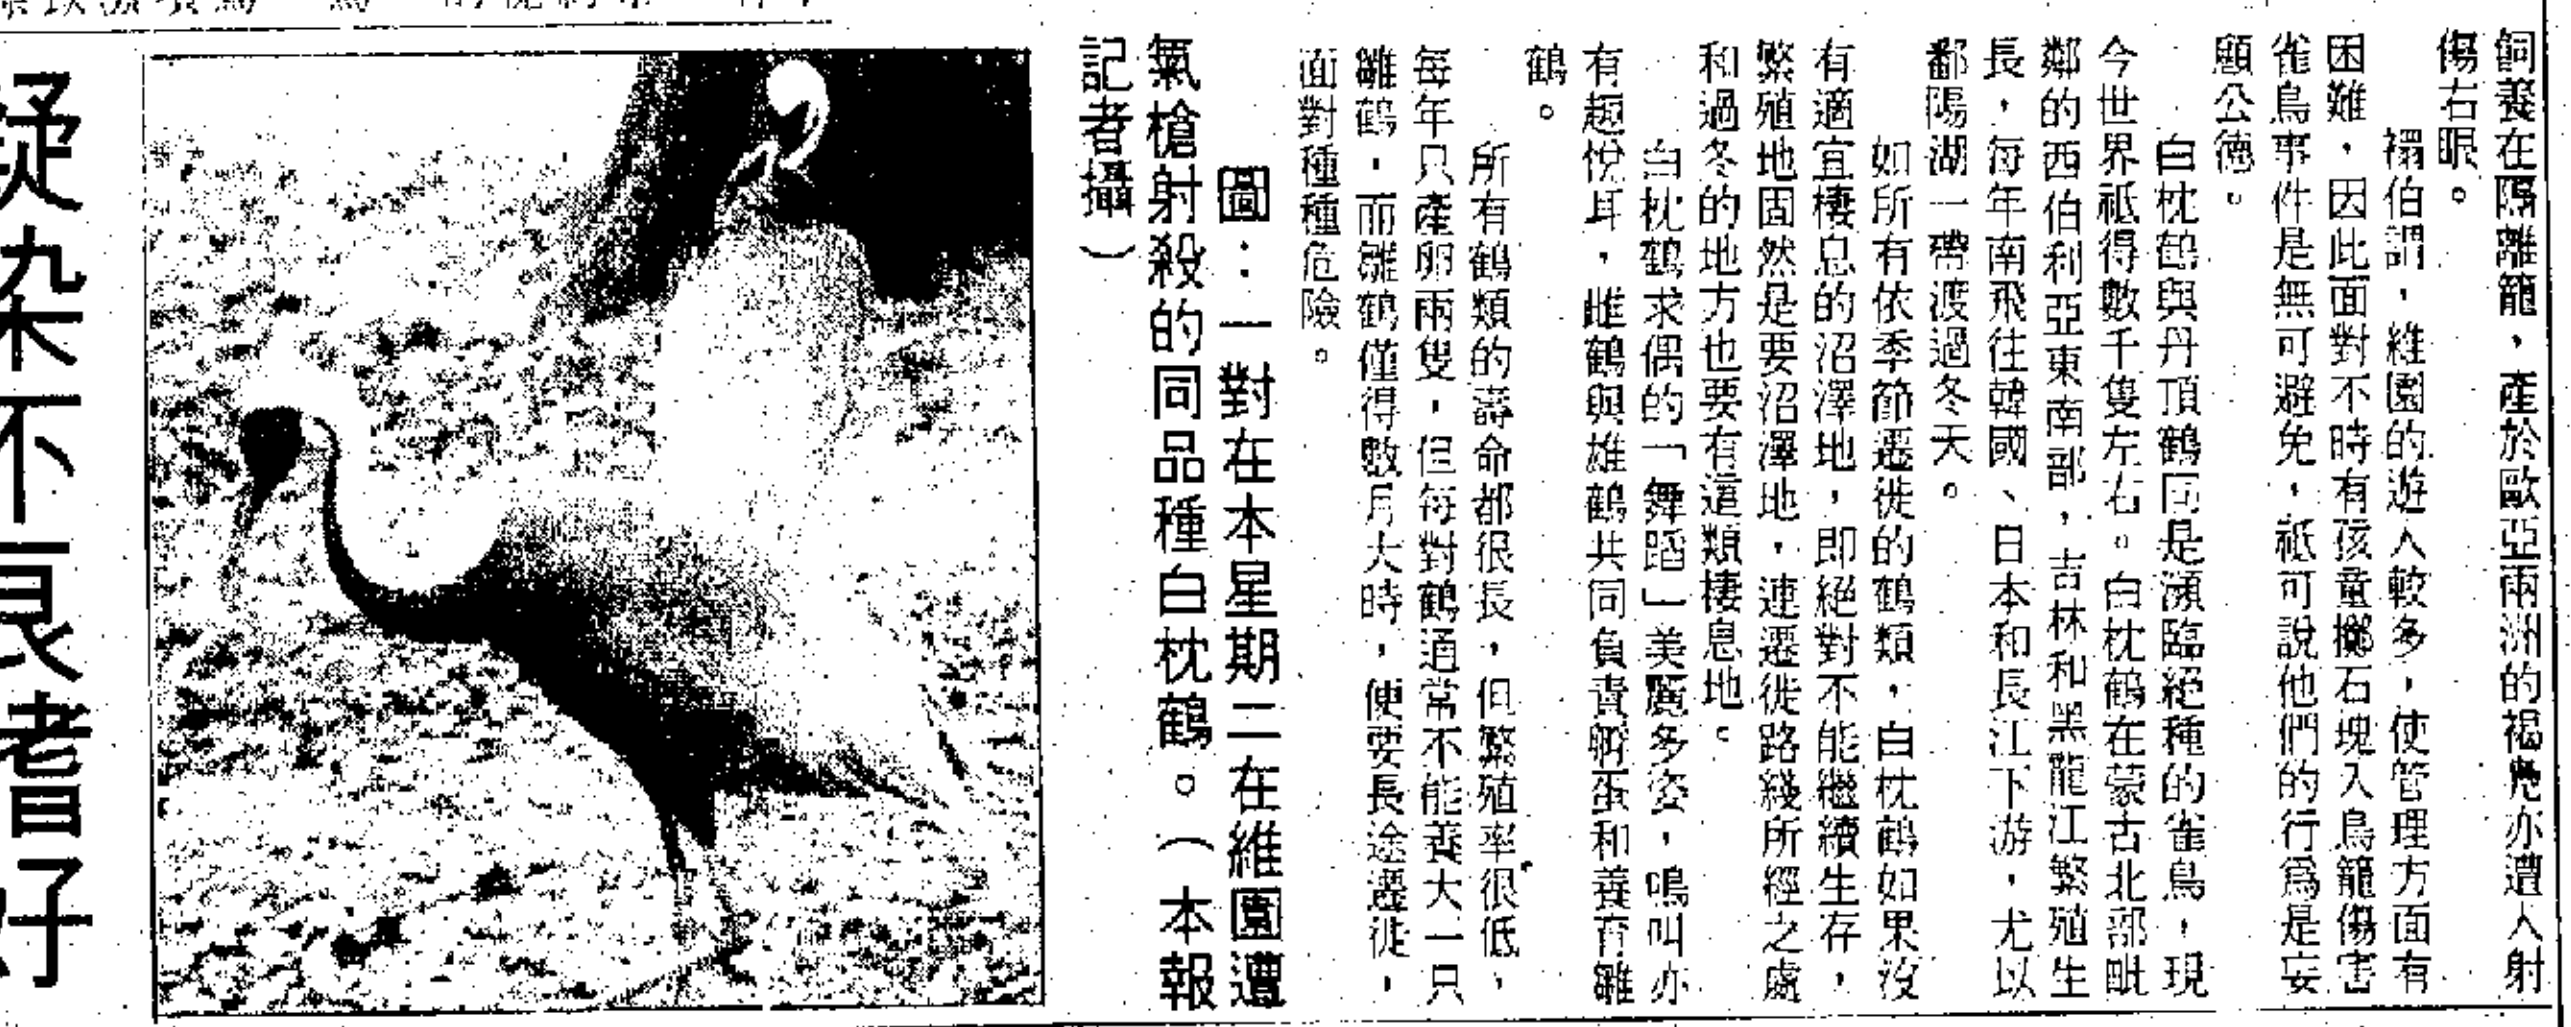 飼養在隔離籠，產於歐亞兩洲的褐鳧亦遭人射
傷右眼。
禤伯謂，維園的遊人較多，使管理方面有
困難，因此面對不時有孩童擲石塊入鳥籠傷害
雀鳥事件是無可避免，祗可說他們的行爲是妄
顧公德。
白枕鶴與丹頂鶴同是瀕臨絕種的雀鳥，現
今世界祗得數千隻左右。白枕鶴在蒙古北部毗
鄰的西伯利亞東南部，吉林和黑龍江繁殖生
長，每年南飛往韓國、日本和長江下游，尤以
鄱陽湖一帶渡過冬天。
如所有依季節遷徙的鶴類，白枕鶴如果沒
有適宜棲息的沼澤地，即絕對不能繼續生存，
繁殖地固然是要沼澤地，連遷徙路綫所經之處
和過冬的地方也要有這類棲息地。
白枕鶴求偶的「舞蹈」美麗多姿，鳴叫亦
有趣悅耳，雌鶴與雄鶴共同負責孵蛋和養育雛
鶴。
所有鶴類的壽命都很長，但繁殖率很低，
每年只產卵兩隻，但每對鶴通常不能養大一只
雛鶴，而雛鶴僅得數月大時，便要長途遷徙，
面對種種危險。
圖：一對在本星期二在維園遭
氣槍射殺的同品種白枕鶴。（本報
記者攝）
疑染不良嗜好